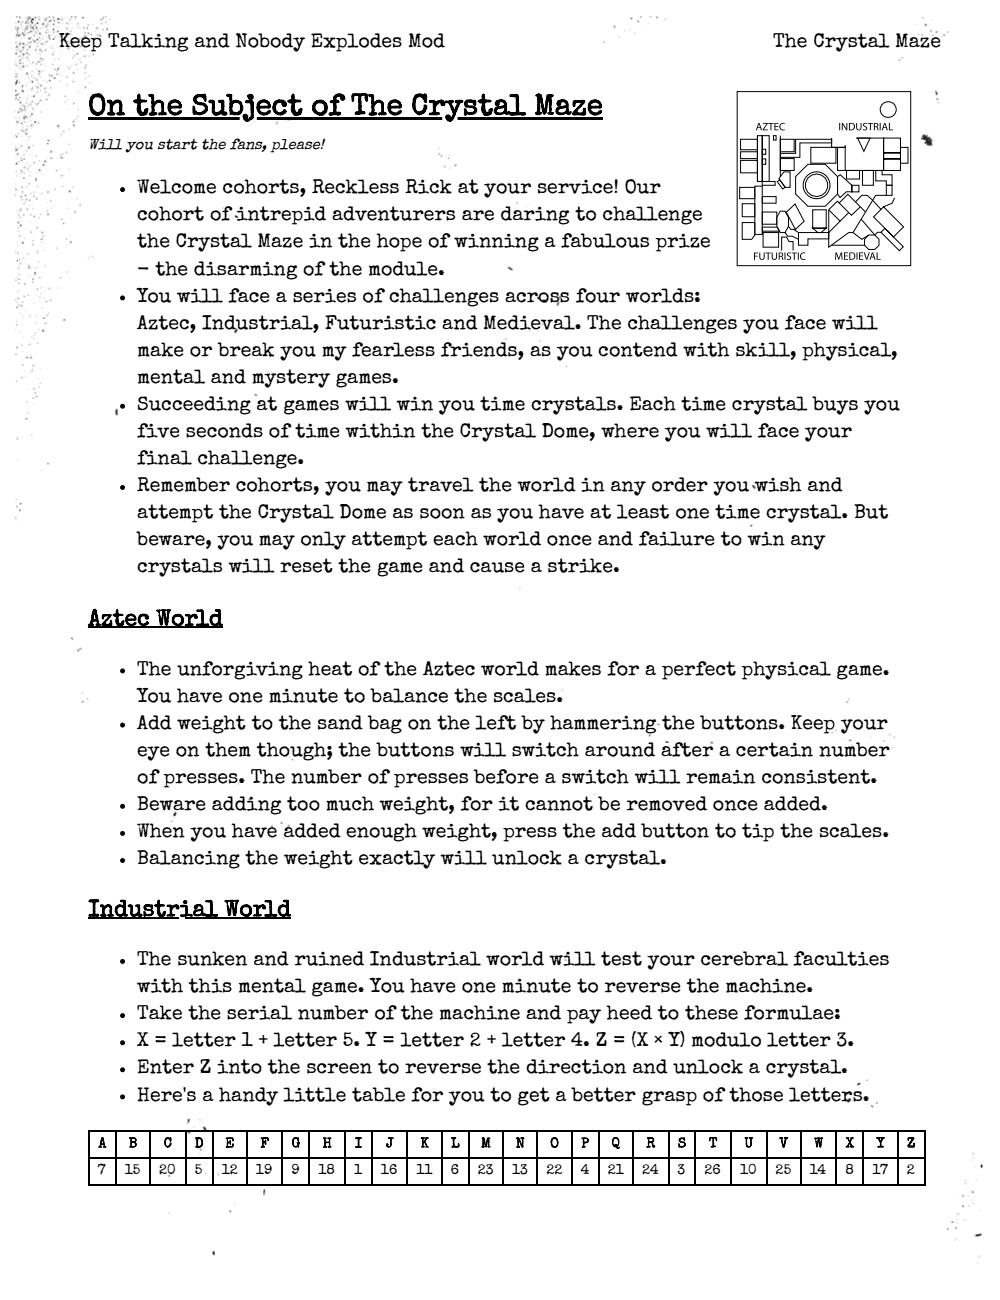 Keep Talking and Nobody Explodes Mod
The Crystal Maze
On the Subject of The Crystal Maze
Will you start the fans, please!
AZTEC
INDUSTRIAL
FUTURISTIC
MEDIEVAL
• Welcome cohorts, Reckless Rick at your service! Our
cohort of intrepid adventurers are daring to challenge
the Crystal Maze in the hope of winning a fabulous prize
– the disarming of the module.
• You will face a series of challenges across four worlds:
Aztec, Industrial, Futuristic and Medieval. The challenges you face will
make or break you my fearless friends, as you contend with skill, physical,
mental and mystery games.
• Succeeding at games will win you time crystals. Each time crystal buys you
five seconds of time within the Crystal Dome, where you will face your
final challenge.
• Remember cohorts, you may travel the world in any order you wish and
attempt the Crystal Dome as soon as you have at least one time crystal. But
beware, you may only attempt each world once and failure to win any
crystals will reset the game and cause a strike.
Aztec World
• The unforgiving heat of the Aztec world makes for a perfect physical game.
You have one minute to balance the scales.
• Add weight to the sand bag on the left by hammering the buttons. Keep your
eye on them though; the buttons will switch around after a certain number
of presses. The number of presses before a switch will remain consistent.
• Beware adding too much weight, for it cannot be removed once added.
• When you have added enough weight, press the add button to tip the scales.
• Balancing the weight exactly will unlock a crystal.
Industrial World
• The sunken and ruined Industrial world will test your cerebral faculties
with this mental game. You have one minute to reverse the machine.
• Take the serial number of the machine and pay heed to these formulae:
• X = letter 1 + letter 5. Y = letter 2 + letter 4. Z = (X × Y) modulo letter 3.
• Enter Z into the screen to reverse the direction and unlock a crystal.
• Here's a handy little table for you to get a better grasp of those letters.
A B C D E F G H I J K L M N O P Q R S T U V W X Y Z
7 15 20 5 12 19 9 18 1 16 11 6 23 13 22 4 21 24 3 26 10 25 14 8 17 2